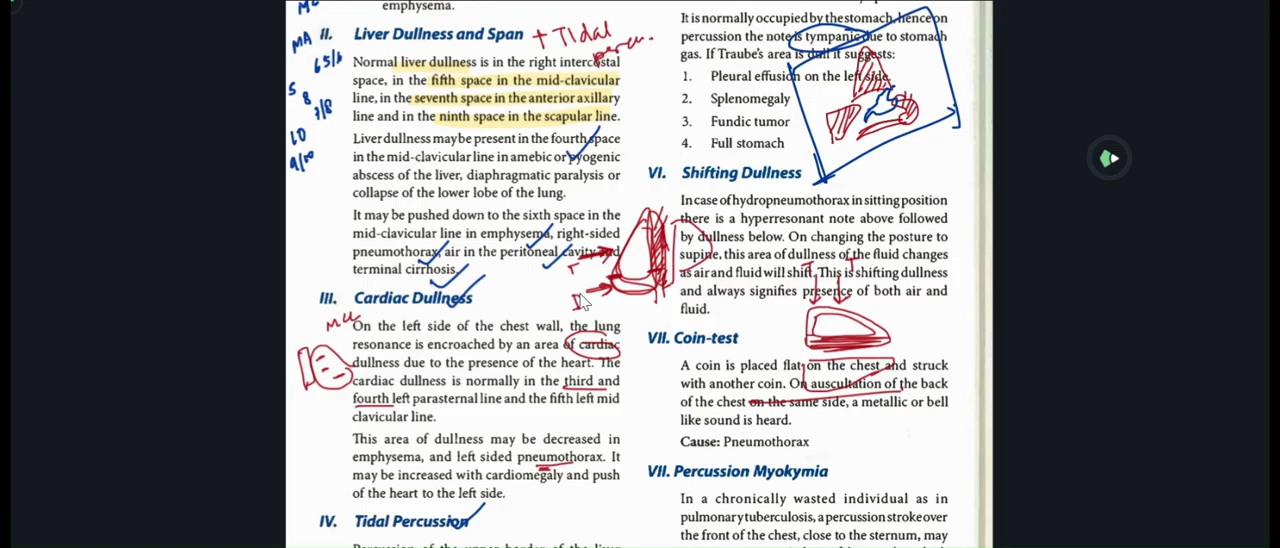 emphysema.
II. Liver Dullness and Span + Tidal percu.
MA
65/8
5
8
7/8
10
9/10
Normal liver dullness is in the right intercostal
space, in the fifth space in the mid-clavicular
line, in the seventh space in the anterior axillary
line and in the ninth space in the scapular line.
Liver dullness may be present in the fourth space
in the mid-clavicular line in amebic or pyogenic
abscess of the liver, diaphragmatic paralysis or
collapse of the lower lobe of the lung.
It may be pushed down to the sixth space in the
mid-clavicular line in emphysema, right-sided
pneumothorax, air in the peritoneal cavity and
terminal cirrhosis.
III. Cardiac Dullness
On the left side of the chest wall, the lung
resonance is encroached by an area of cardiac
dullness due to the presence of the heart. The
cardiac dullness is normally in the third and
fourth left parasternal line and the fifth left mid
clavicular line.
This area of dullness may be decreased in
emphysema, and left sided pneumothorax. It
may be increased with cardiomegaly and push
of the heart to the left side.
IV. Tidal Percussion
It is normally occupied by the stomach, hence on
percussion the note is tympanic due to stomach
gas. If Traube's area is dull it suggests:
1. Pleural effusion on the left side.
2. Splenomegaly
3. Fundic tumor
4. Full stomach
VI. Shifting Dullness
In case of hydropneumothorax in sitting position
there is a hyperresonant note above followed
by dullness below. On changing the posture to
supine, this area of dullness of the fluid changes
as air and fluid will shift. This is shifting dullness
and always signifies presence of both air and
fluid.
VII. Coin-test
A coin is placed flat on the chest and struck
with another coin. On auscultation of the back
of the chest on the same side, a metallic or bell
like sound is heard.
Cause: Pneumothorax
VII. Percussion Myokymia
In a chronically wasted individual as in
pulmonary tuberculosis, a percussion stroke over
the front of the chest, close to the sternum, may